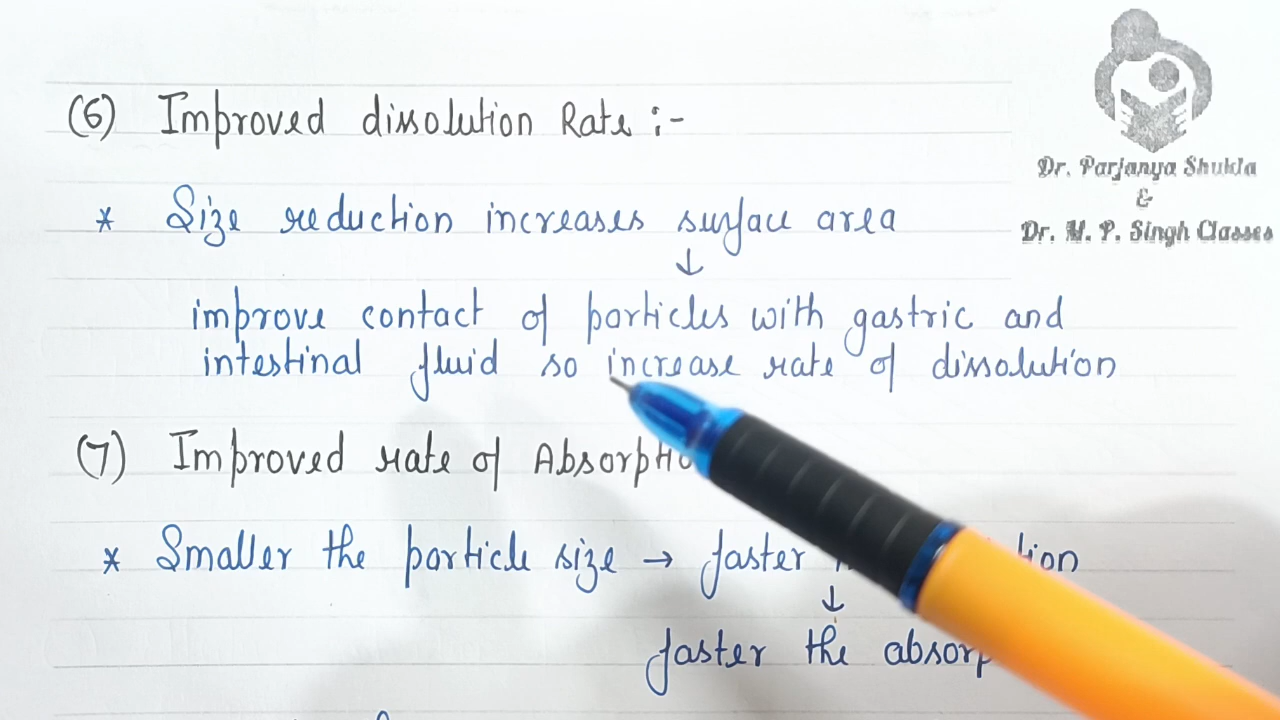 (6) Improved dissolution Rate :-
* Size reduction increases surface area
↓
improve contact of particles with gastric and
intestinal fluid so increase rate of dissolution
(7) Improved rate of
* Smaller the particle size → faster
↓
faster the
Dr. Parjanya Shukla
&
Dr. M. P. Singh Classes